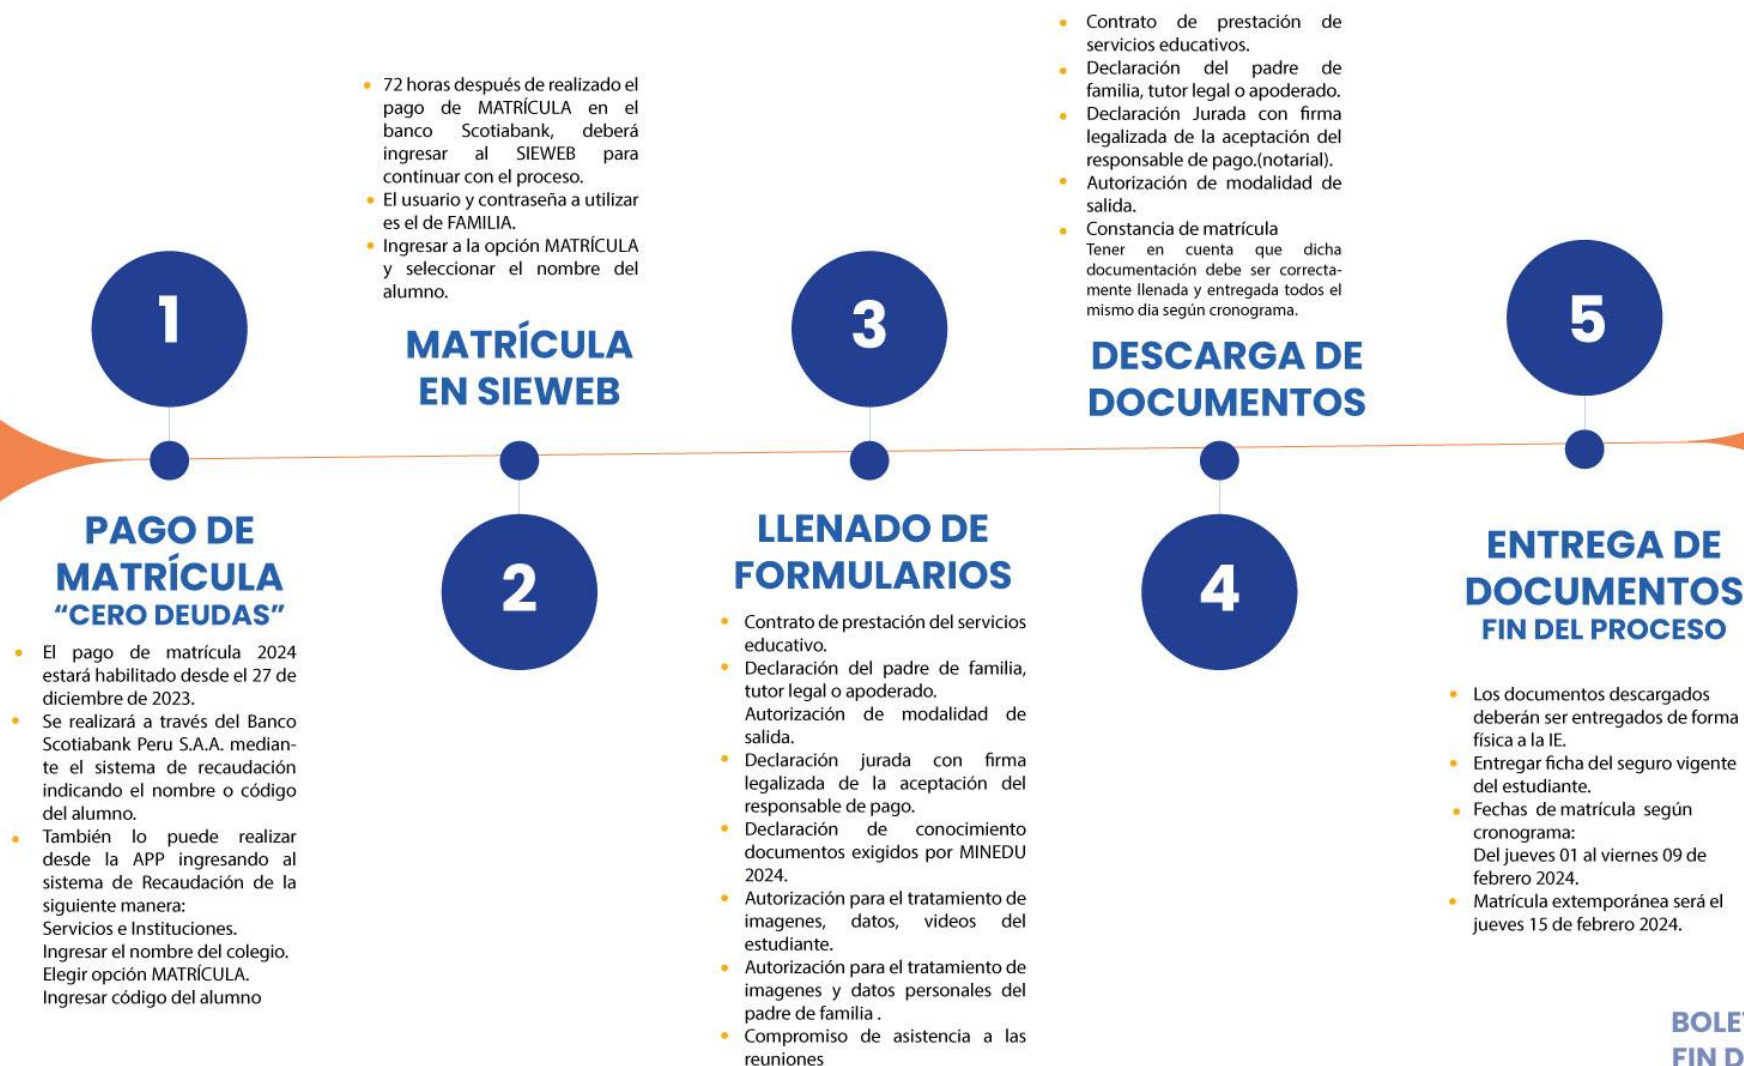 1
PAGO DE
MATRÍCULA
“CERO DEUDAS”
El pago de matrícula 2024
estará habilitado desde el 27 de
diciembre de 2023.
Se realizará a través del Banco
Scotiabank Peru S.A.A. median-
te el sistema de recaudación
indicando el nombre o código
del alumno.
También lo puede realizar
desde la APP ingresando al
sistema de Recaudación de la
siguiente manera:
Servicios e Instituciones.
Ingresar el nombre del colegio.
Elegir opción MATRÍCULA.
Ingresar código del alumno
72 horas después de realizado el
pago de MATRÍCULA en el
banco Scotiabank, deberá
ingresar al SIEWEB para
continuar con el proceso.
El usuario y contraseña a utilizar
es el de FAMILIA.
Ingresar a la opción MATRÍCULA
y seleccionar el nombre del
alumno.
MATRÍCULA
EN SIEWEB
2
3
LLENADO DE
FORMULARIOS
Contrato de prestación del servicios
educativo.
Declaración del padre de familia,
tutor legal o apoderado.
Autorización de modalidad de
salida.
Declaración jurada con firma
legalizada de la aceptación del
responsable de pago.
Declaración de conocimiento
documentos exigidos por MINEDU
2024.
Autorización para el tratamiento de
imagenes, datos, videos del
estudiante.
Autorización para el tratamiento de
imagenes y datos personales del
padre de familia .
Compromiso de asistencia a las
reuniones
Contrato de prestación de
servicios educativos.
Declaración del padre de
familia, tutor legal o apoderado.
Declaración Jurada con firma
legalizada de la aceptación del
responsable de pago.(notarial).
Autorización de modalidad de
salida.
Constancia de matrícula
Tener en cuenta que dicha
documentación debe ser correcta-
mente llenada y entregada todos el
mismo dia según cronograma.
DESCARGA DE
DOCUMENTOS
4
5
ENTREGA DE
DOCUMENTOS
FIN DEL PROCESO
Los documentos descargados
deberán ser entregados de forma
física a la IE.
Entregar ficha del seguro vigente
del estudiante.
Fechas de matrícula según
cronograma:
Del jueves 01 al viernes 09 de
febrero 2024.
Matrícula extemporánea será el
jueves 15 de febrero 2024.
FIN